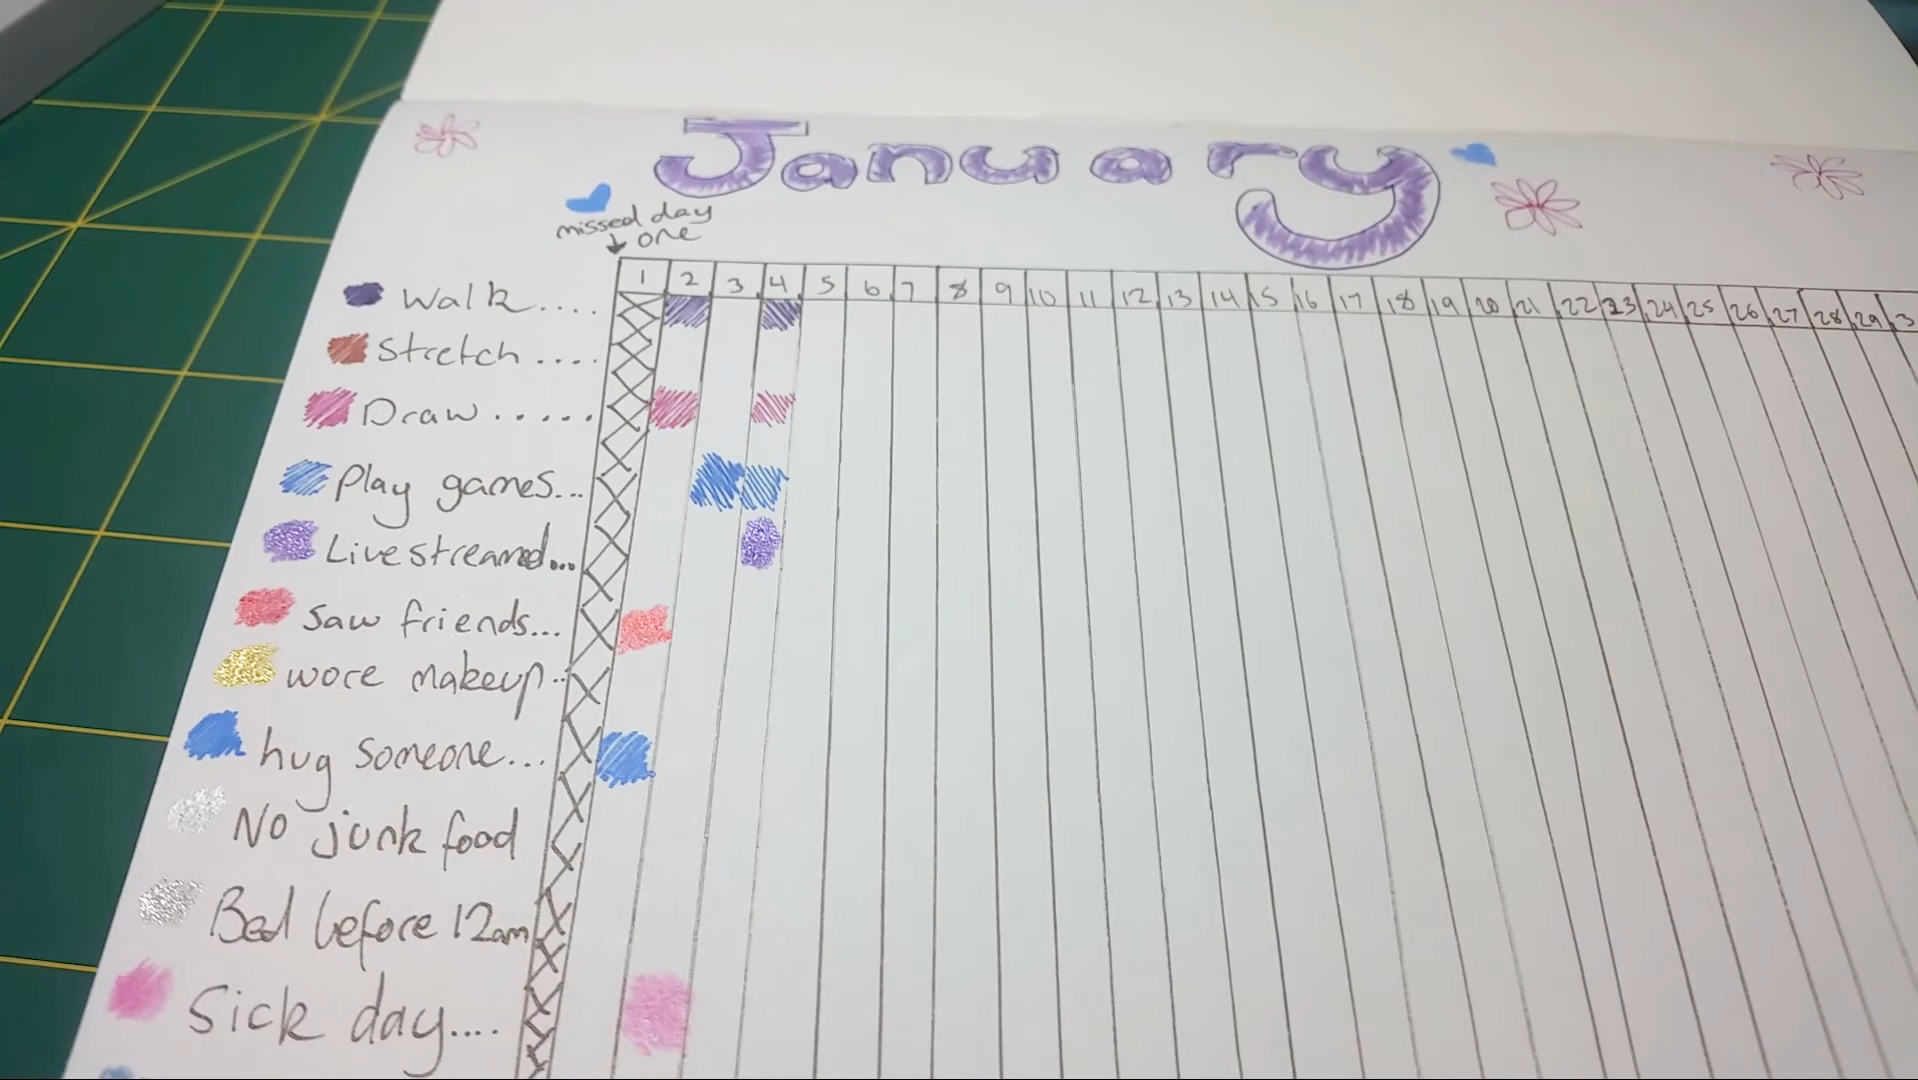 January
missed day
one
1 2 3 4 5 6 7 8 9 10 11 12 13 14 15 16 17 18 19 20 21 22 23 24 25 26 27 28 29 3
Walk....
Stretch....
Draw.....
Play games...
Livestreamed...
Saw friends...
wore makeup..
hug someone...
No junk food
Bed before 12am
Sick day....